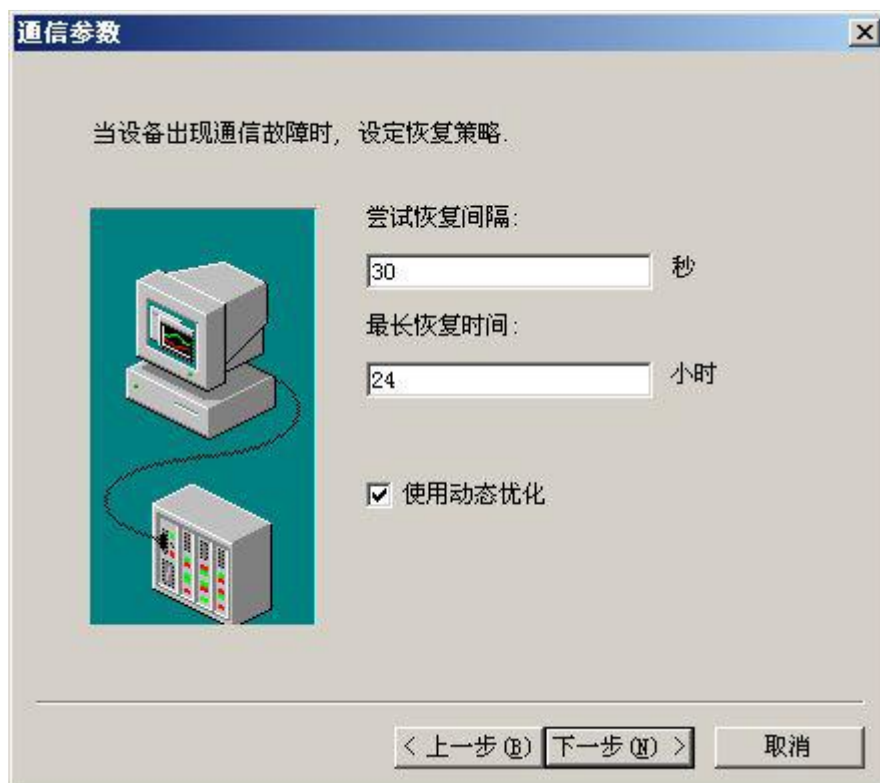 通信参数
当设备出现通信故障时，设定恢复策略.
尝试恢复间隔:
30 秒
最长恢复时间:
24 小时
使用动态优化
< 上一步(B) 下一步(N) > 取消